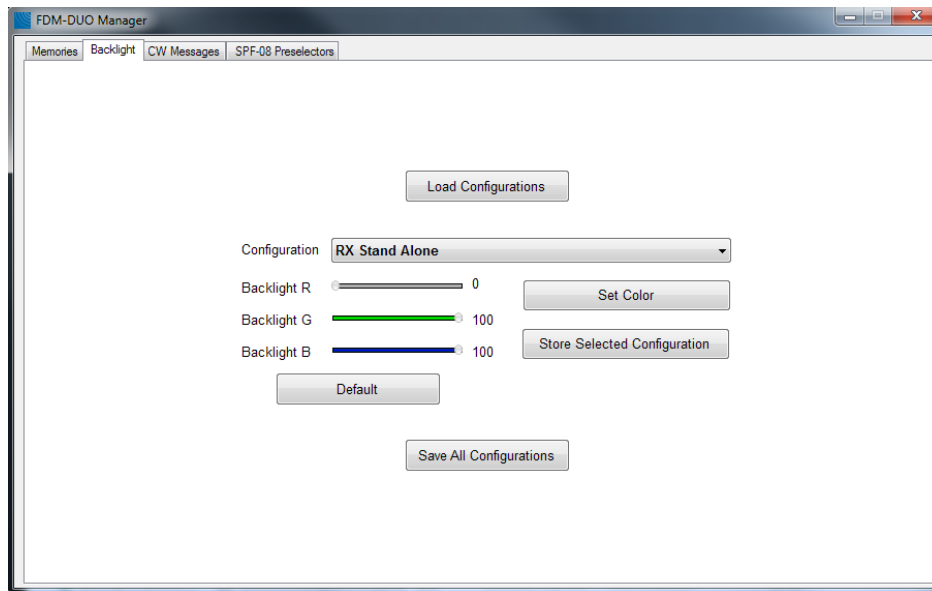 FDM-DUO Manager
Memories Backlight CW Messages SPF-08 Preselectors
Load Configurations
Configuration RX Stand Alone
Backlight R 0
Set Color
Backlight G 100
Store Selected Configuration
Backlight B 100
Default
Save All Configurations